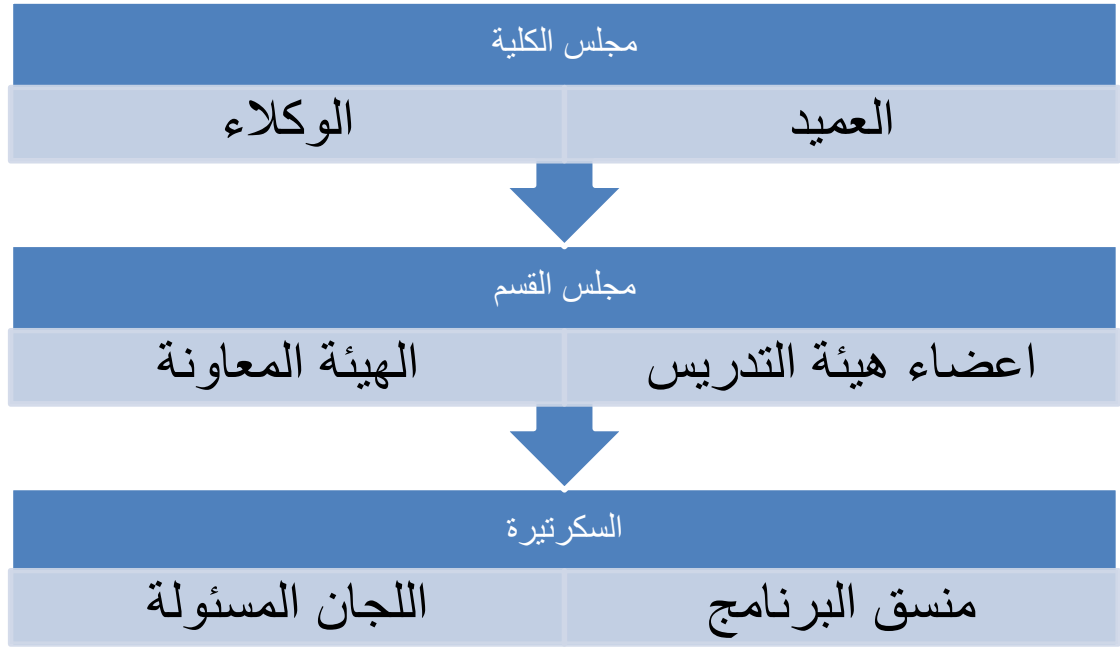 مجلس الكلية
العميد
الوكلاء
مجلس القسم
اعضاء هيئة التدريس
الهيئة المعاونة
السكرتيرة
منسق البرنامج
اللجان المسئولة